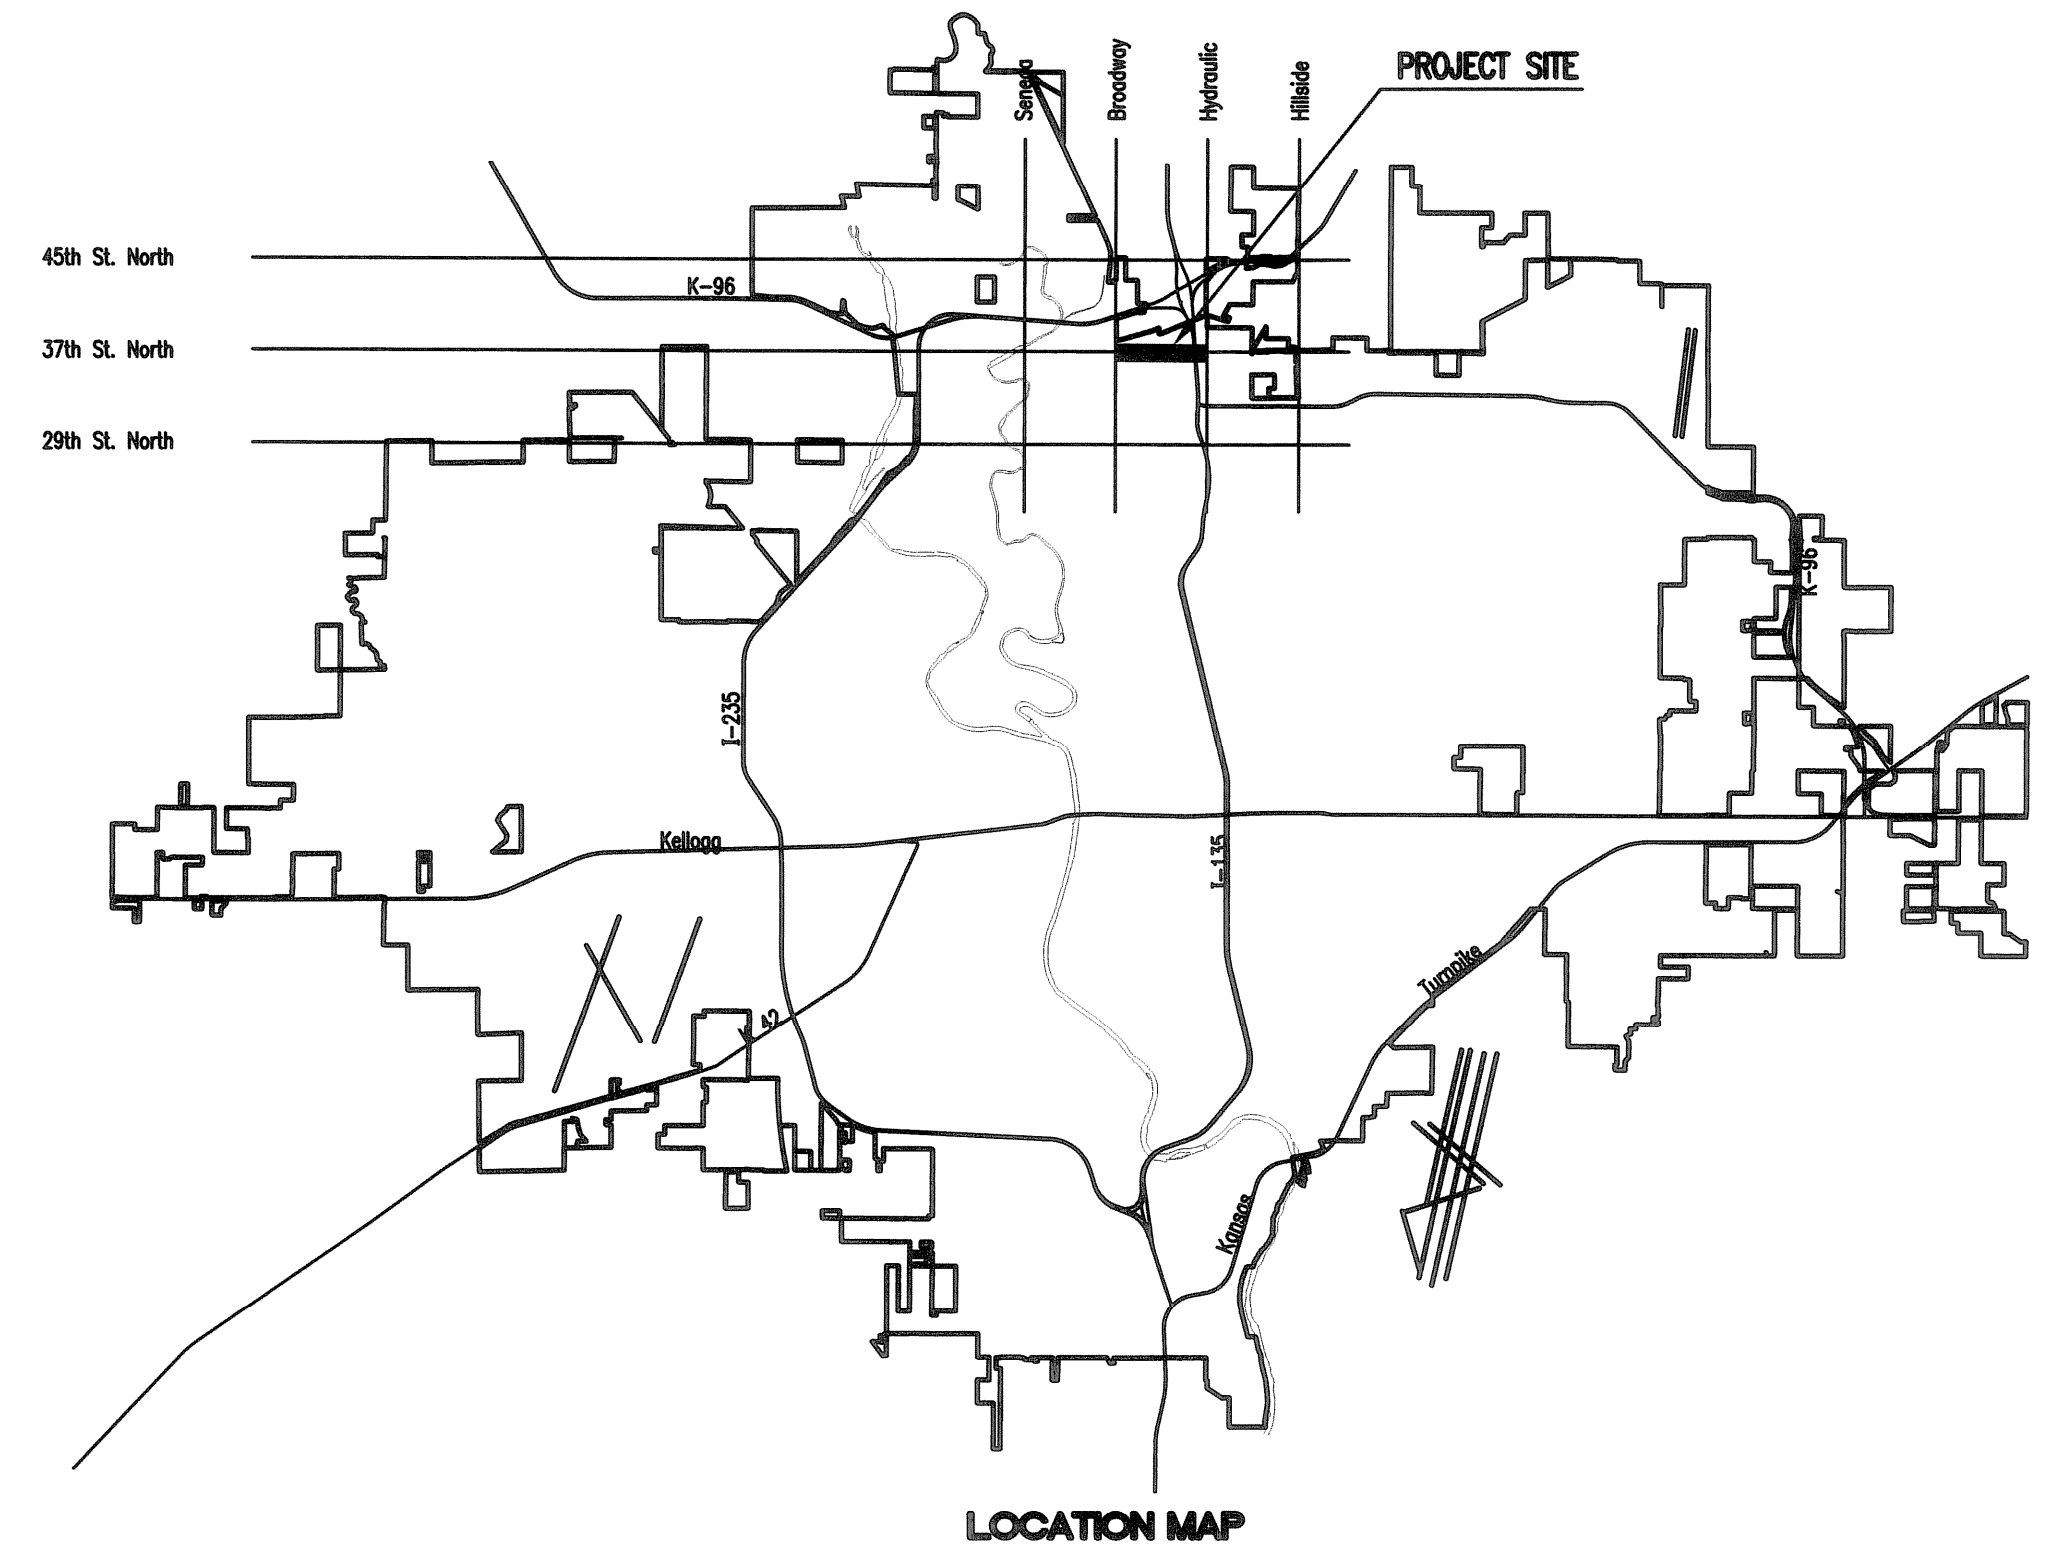 PROJECT SITE
Seneca
Broadway
Hydraulic
Hillside
45th St. North
K-96
37th St. North
29th St. North
K-96
I-235
Kellogg
I-135
Turnpike
K 42
Kansas
LOCATION MAP